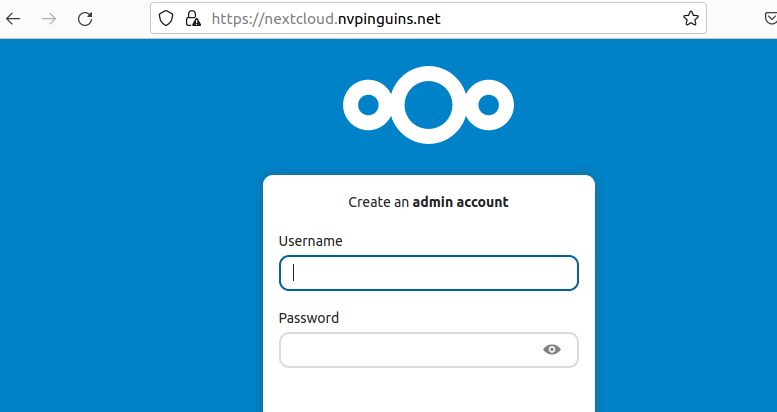 https://nextcloud.nvpinguins.net
Create an admin account
Username
Password